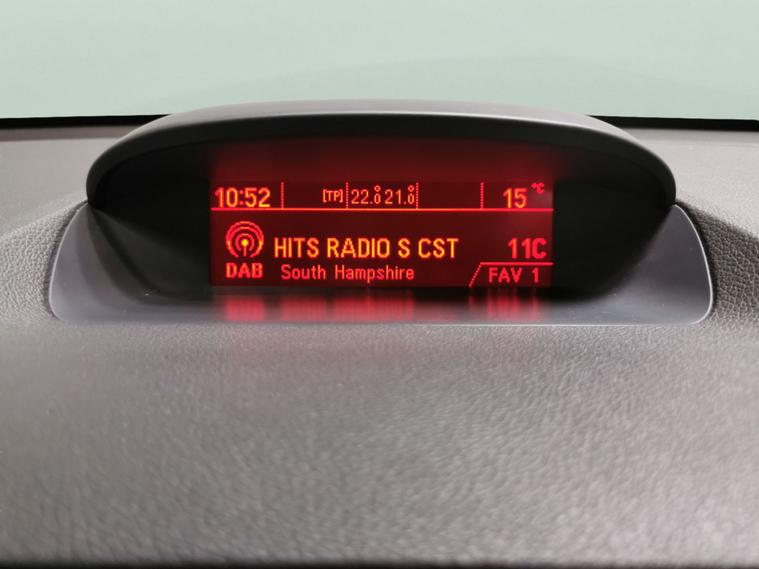 10:52 [TP] 22.0° 21.0° 15 °C
HITS RADIO S CST 11C
DAB South Hampshire FAV 1